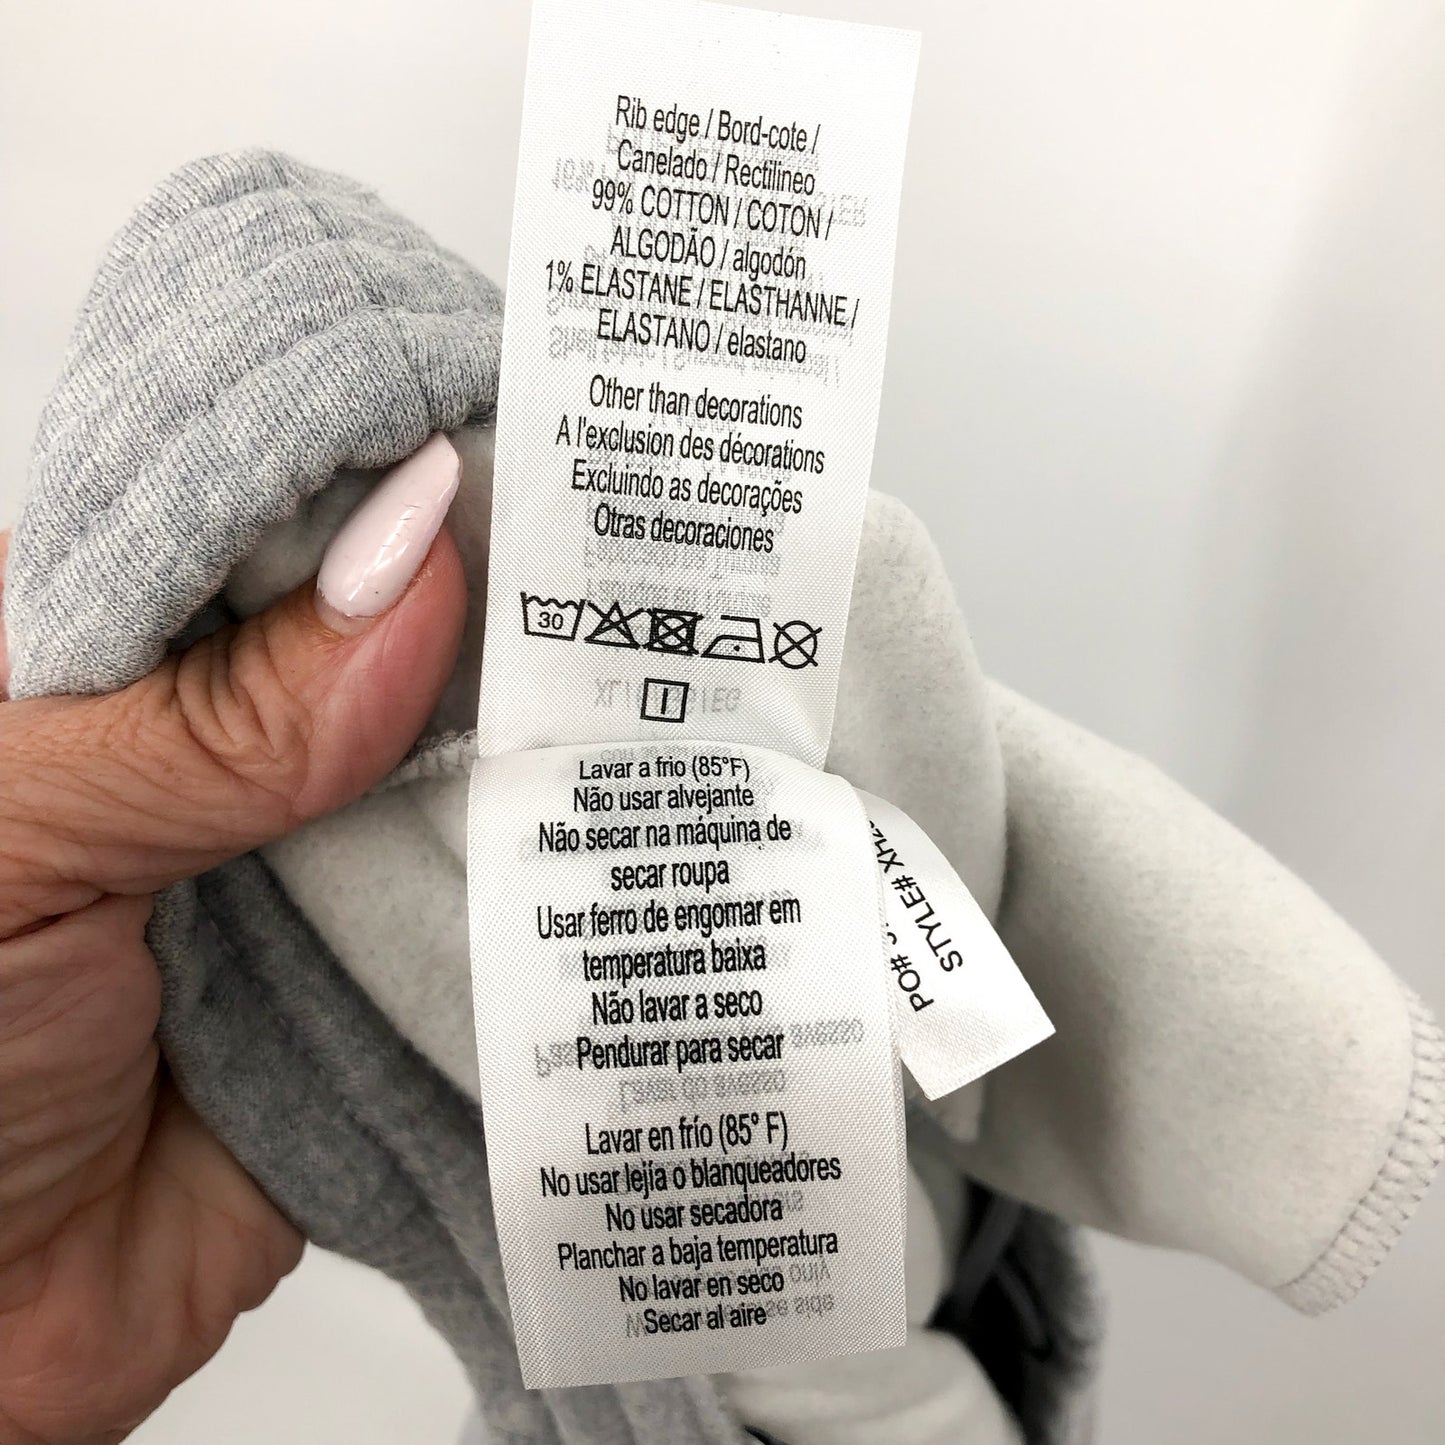 Rib edge / Bord-cote /
Canelado / Rectilineo
99% COTTON / COTON /
ALGODÃO / algodón
1% ELASTANE / ELASTHANNE /
ELASTANO / elastano
Other than decorations
A l'exclusion des décorations
Excluindo as decorações
Otras decoraciones
30
Lavar a frio (85°F)
Não usar alvejante
Não secar na máquina de
secar roupa
Usar ferro de engomar em
temperatura baixa
Não lavar a seco
Pendurar para secar
Lavar en frío (85° F)
No usar lejía o blanqueadores
No usar secadora
Planchar a baja temperatura
No lavar en seco
Secar al aire
PO#
STYLE#